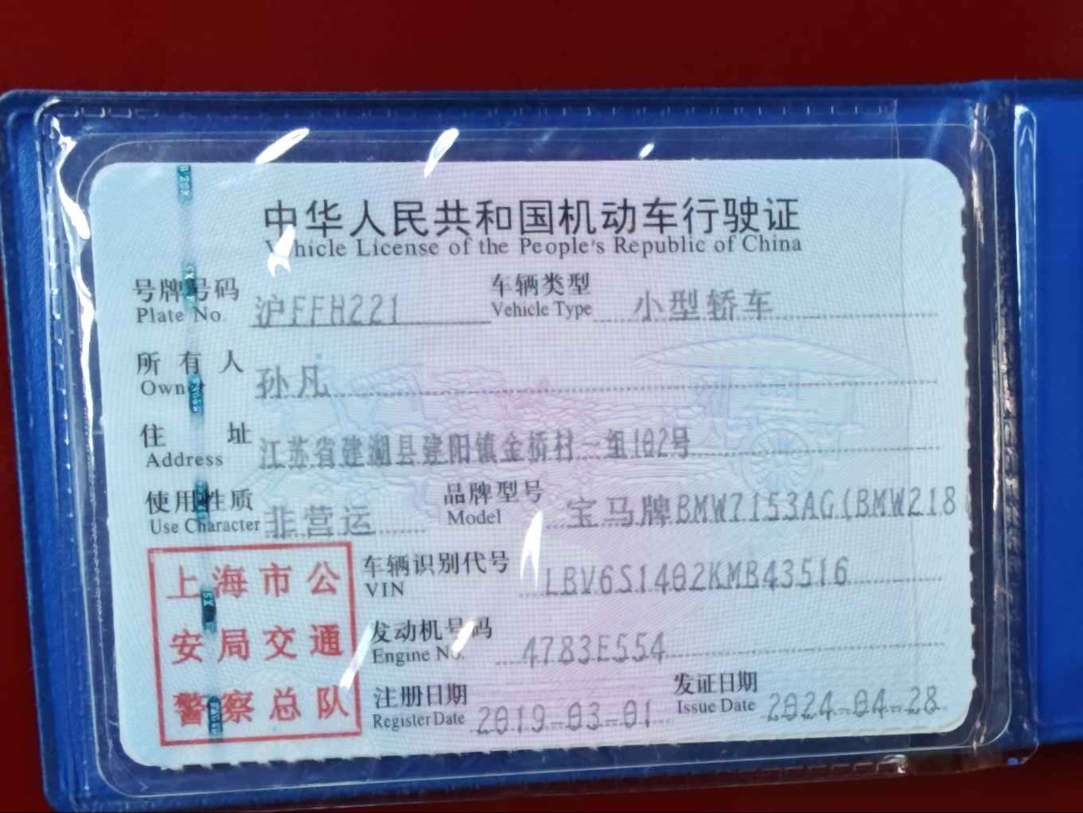 中华人民共和国机动车行驶证
Vehicle License of the People's Republic of China
号牌号码 沪FFH221 车辆类型 小型轿车
Plate No. Vehicle Type
所有人 孙凡
Owner
住址 江苏省建湖县建阳镇金桥村一组102号
Address
使用性质 非营运 品牌型号 宝马牌BMW7153AG(BMW218
Use Character Model
上海市公
安局交通
警察总队
车辆识别代号 LBV6S1402KMB43516
VIN
发动机号码 4783E554
Engine No.
注册日期 2019-03-01 发证日期 2024-04-28
Register Date Issue Date